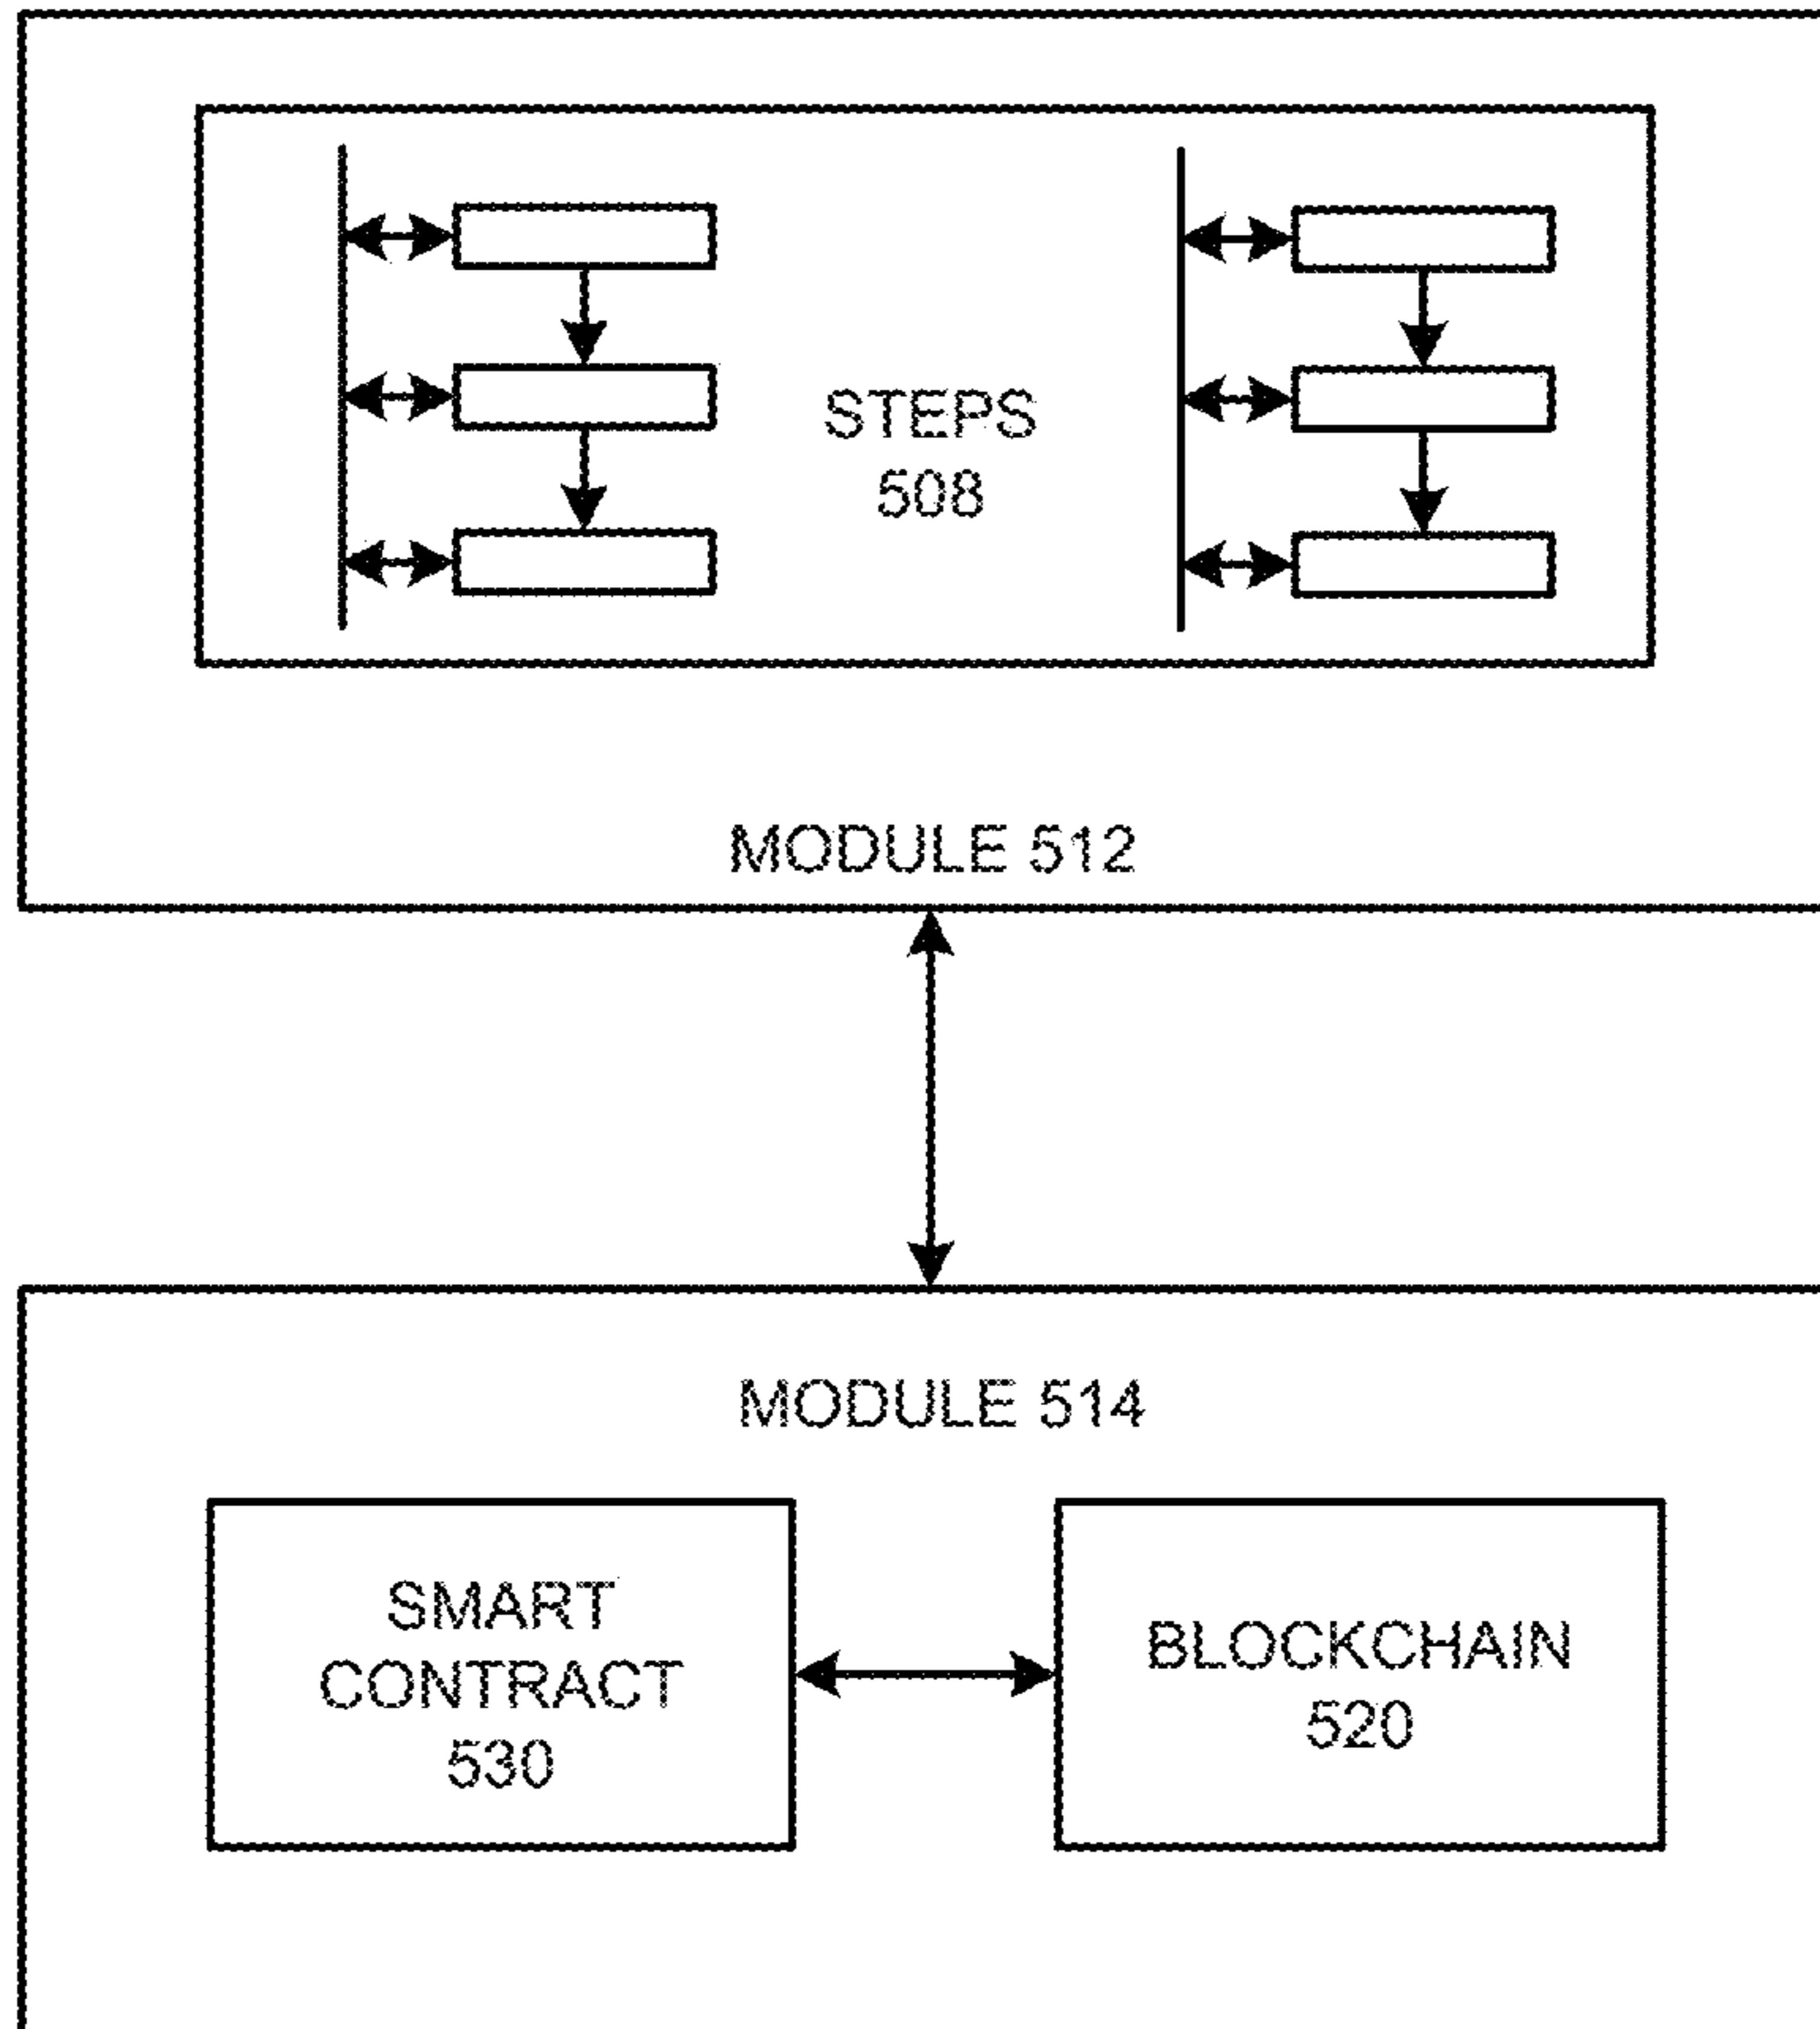 STEPS
508
MODULE 512
MODULE 514
SMART
CONTRACT
530
BLOCKCHAIN
520